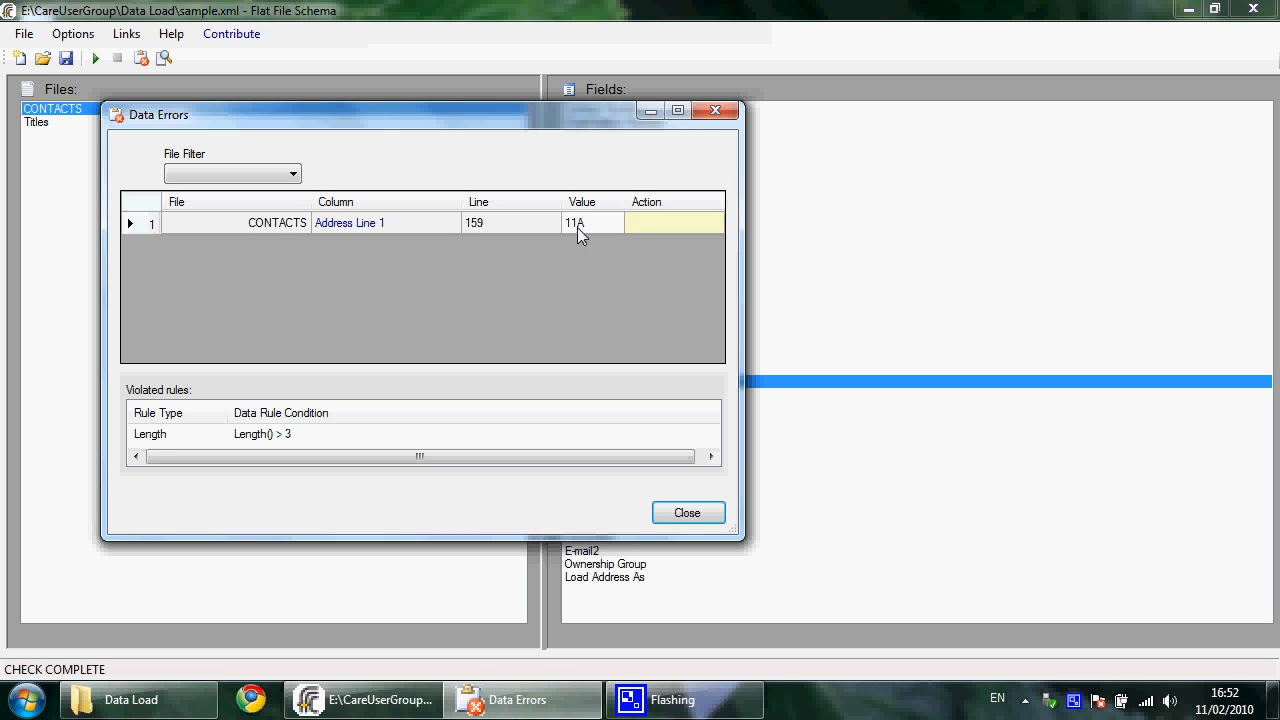 E:\CareUserGroup\Data Load\sample.xml - Flat File Schema
File Options Links Help Contribute
Files: Fields:
CONTACTS
Titles
Data Errors
File Filter
File Column Line Value Action
1 CONTACTS Address Line 1 159 11A
Violated rules:
Rule Type Data Rule Condition
Length Length() > 3
Close
E-mail2
Ownership Group
Load Address As
CHECK COMPLETE
Data Load E:\CareUserGroup... Data Errors Flashing EN 16:52
11/02/2010